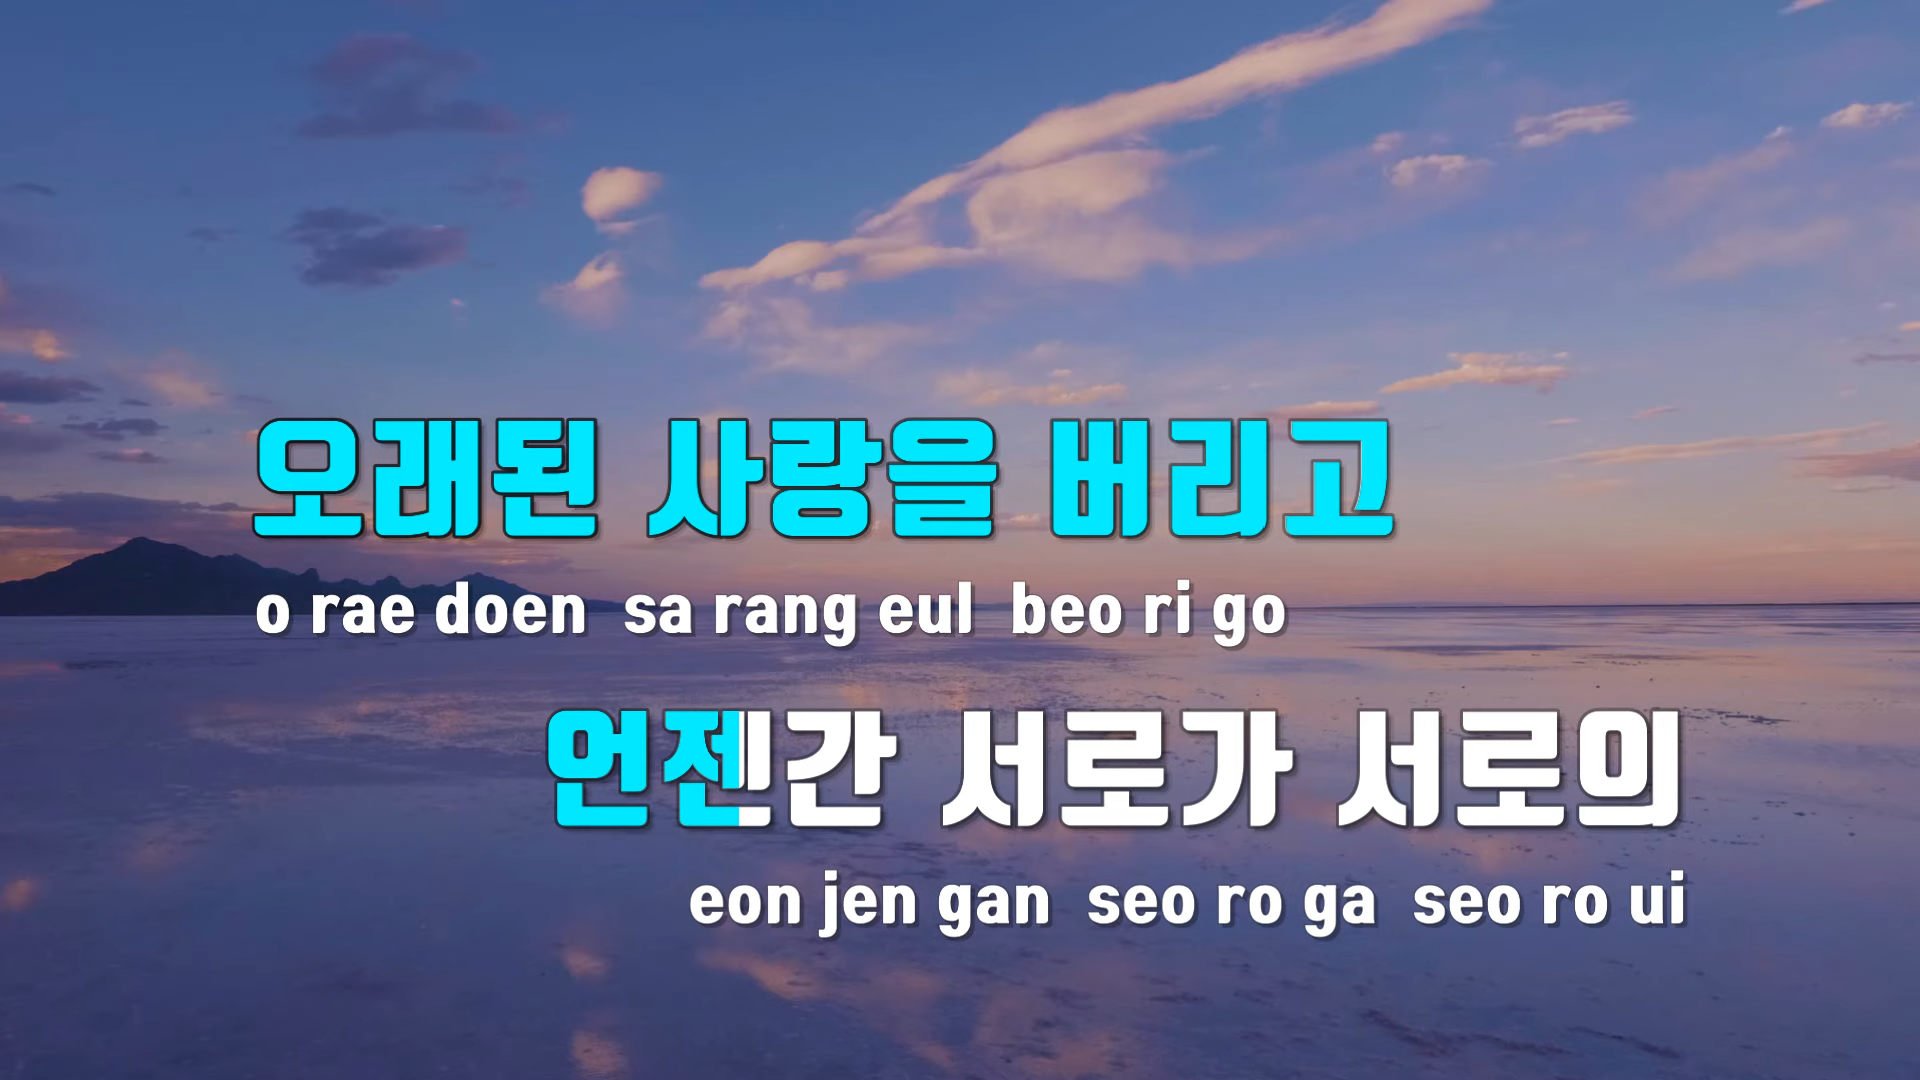 오래된 사랑을 버리고
o rae doen sa rang eul beo ri go
언젠간 서로가 서로의
eon jen gan seo ro ga seo ro ui